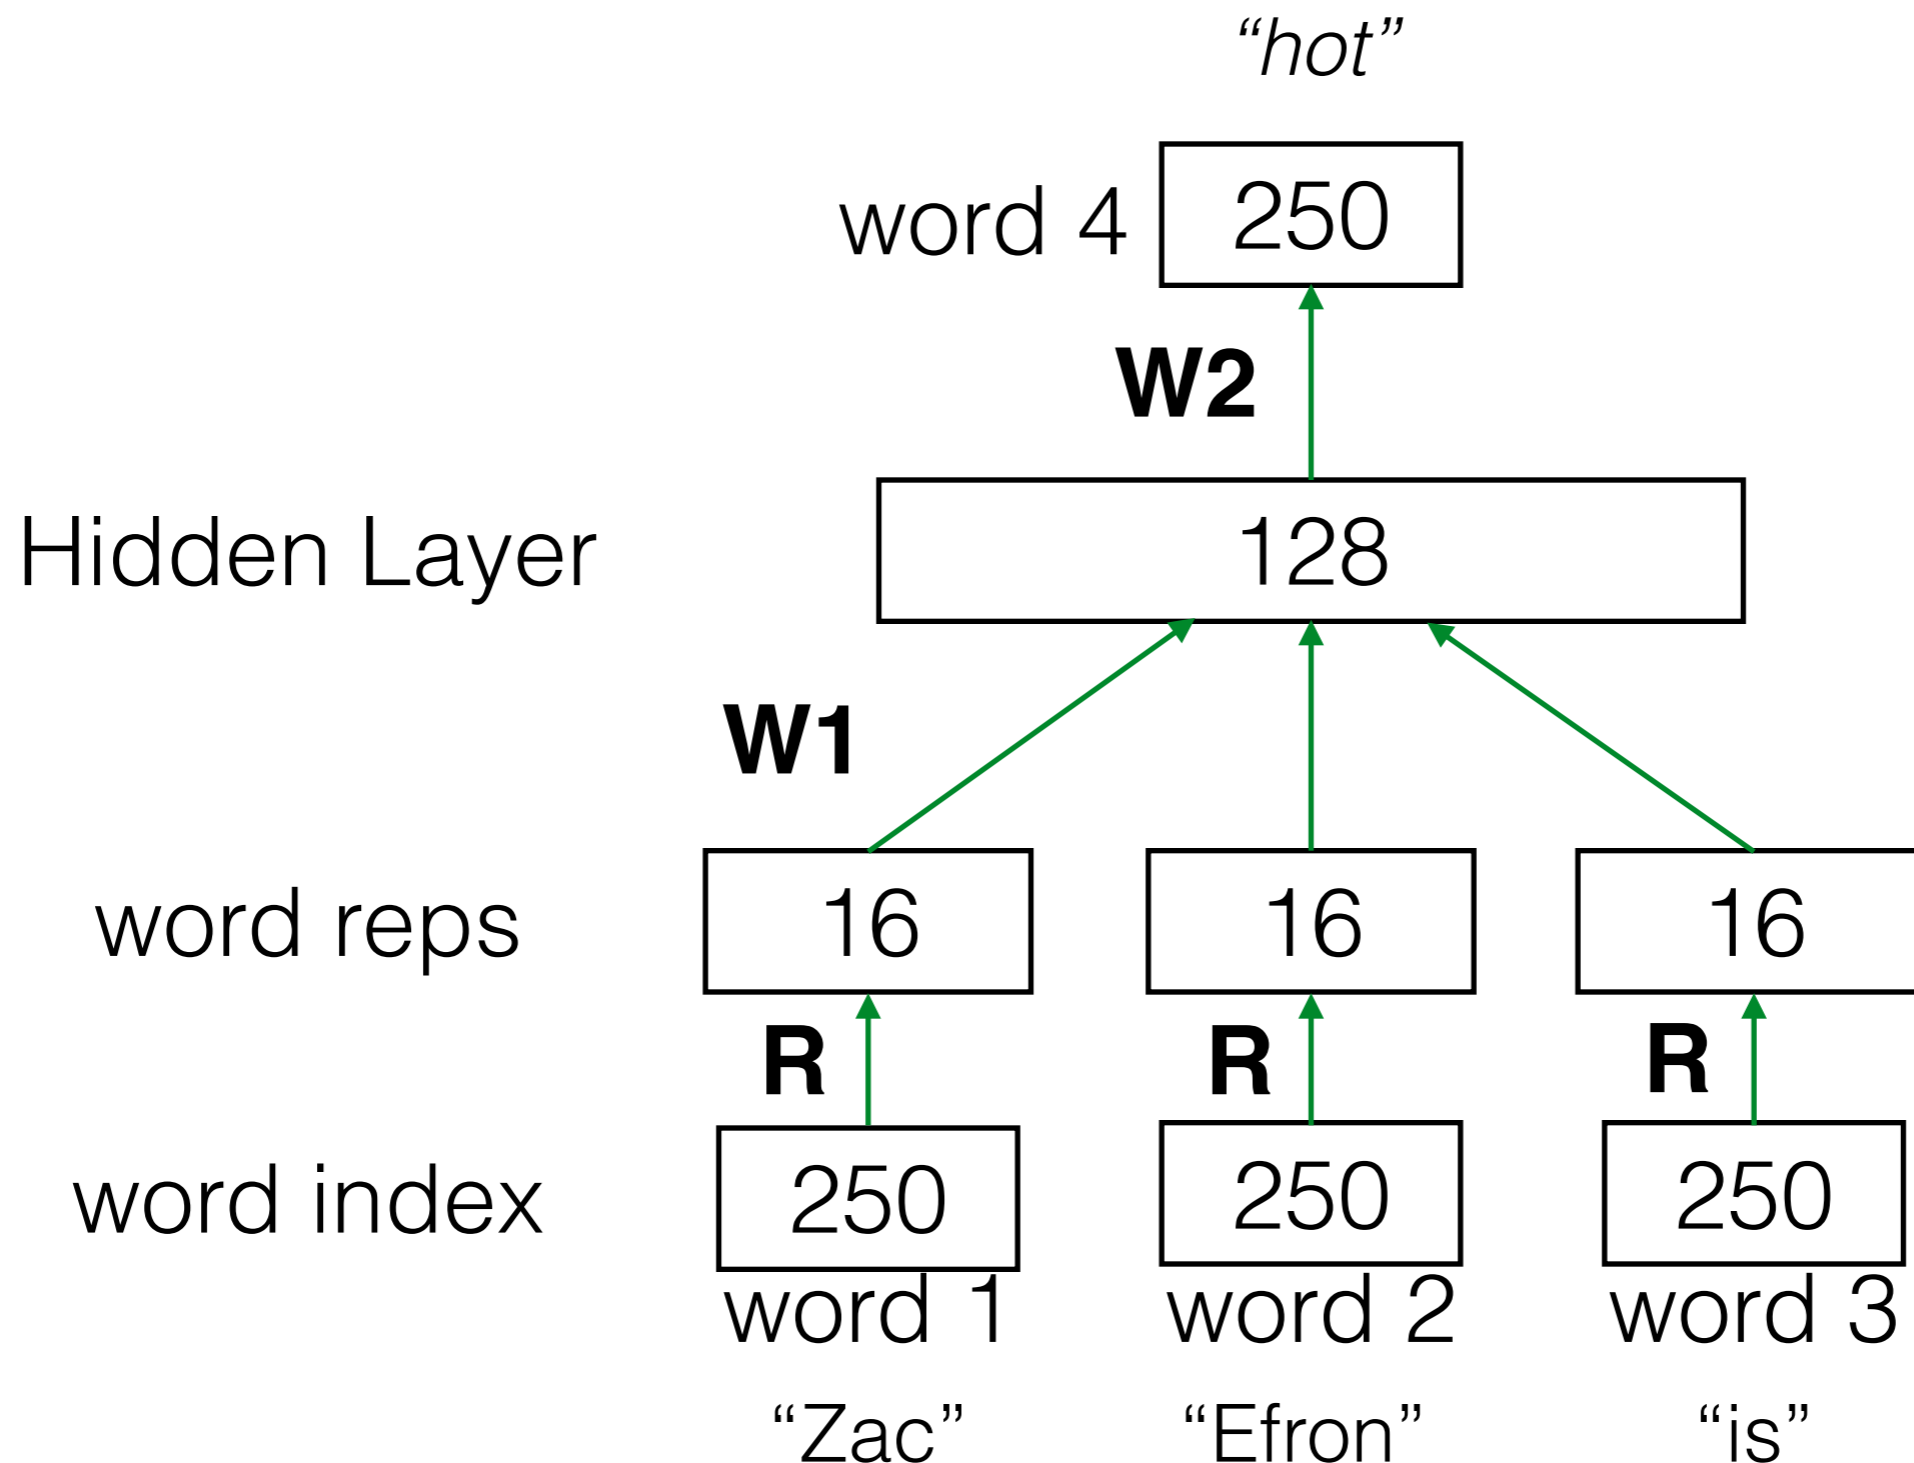 “hot”
word 4 250
W2
Hidden Layer 128
W1
word reps 16 16 16
R R R
word index 250 250 250
word 1 word 2 word 3
“Zac” “Efron” “is”